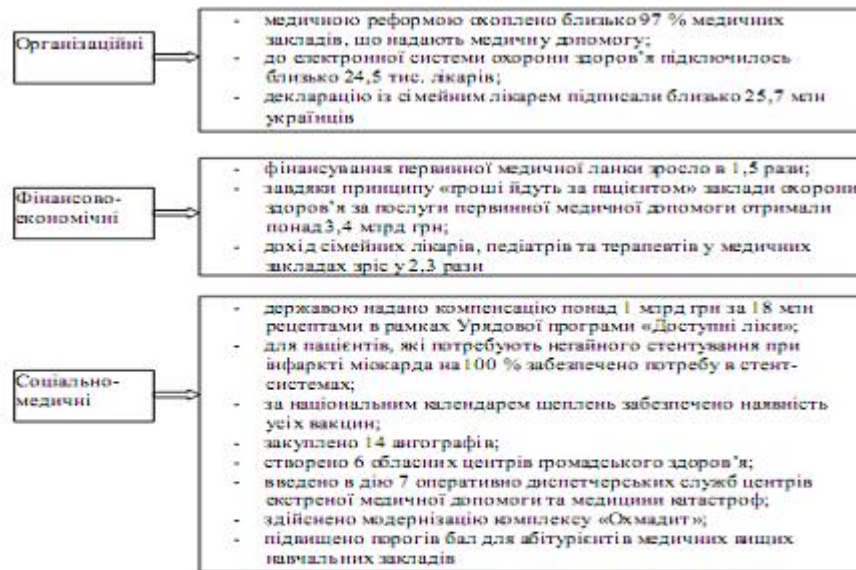 Організаційні
- медичною реформою охоплено близько 97 % медичних
закладів, що надають медичну допомогу;
- до електронної системи охорони здоров’я підключилось
близько 24,5 тис. лікарів;
- декларацію із сімейним лікарем підписали близько 25,7 млн
українців
Фінансово-
економічні
- фінансування первинної медичної ланки зросло в 1,5 рази;
- завдяки принципу «гроші йдуть за пацієнтом» заклади охорони
здоров’я за послуги первинної медичної допомоги отримали
понад 3,4 млрд грн;
- дохід сімейних лікарів, педіатрів та терапевтів у медичних
закладах зріс у 2,3 рази
Соціально-
медичні
- державою надано компенсацію понад 1 млрд грн за 18 млн
рецептами в рамках Урядової програми «Доступні ліки»;
- для пацієнтів, які потребують негайного стентування при
інфаркті міокарда на 100 % забезпечено потребу в стент-
системах;
- за національним календарем щеплень забезпечено наявність
усіх вакцин;
- закуплено 14 ангографів;
- створено 6 обласних центрів громадського здоров’я;
- введено в дію 7 оперативно диспетчерських служб центрів
екстреної медичної допомоги та медицини катастроф;
- здійснено модернізацію комплексу «Охмадит»;
- підвищено порогів бал для абітурієнтів медичних вищих
навчальних закладів